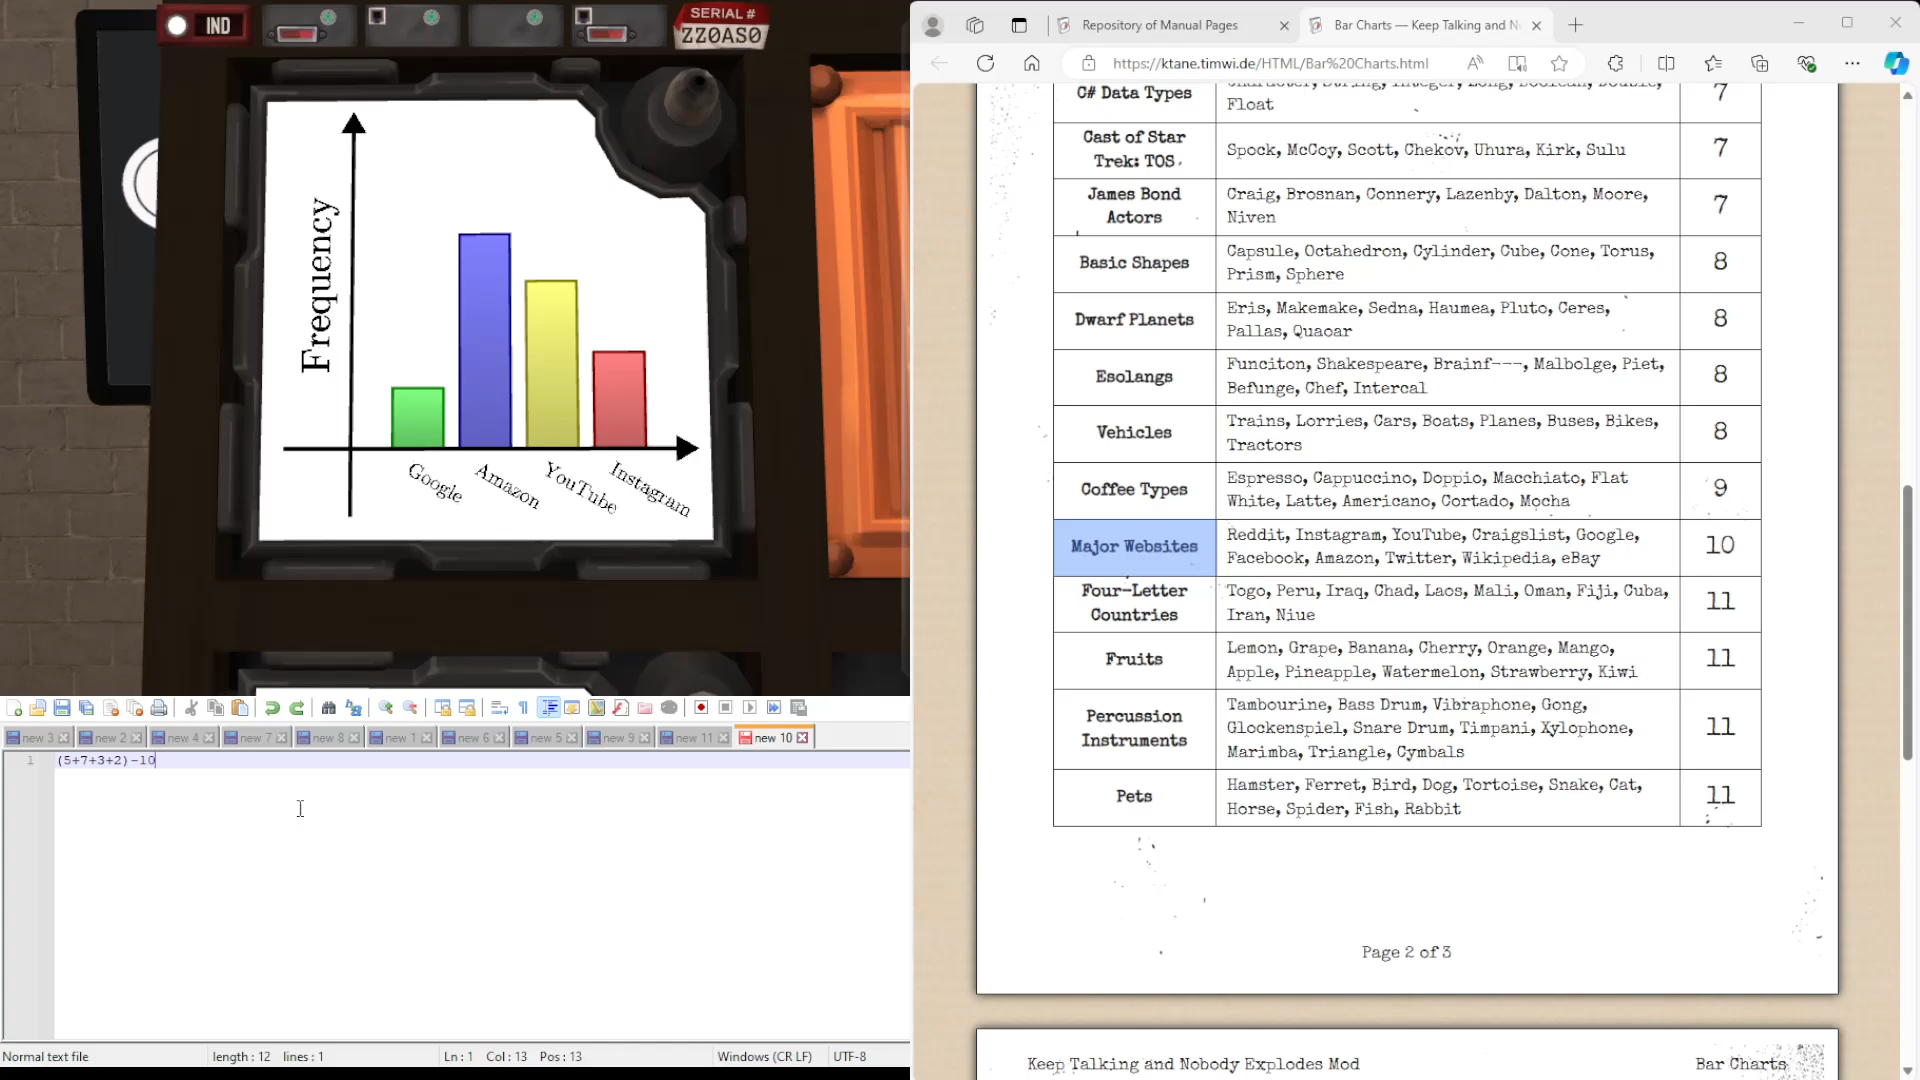 IND
SERIAL #
ZZ0AS0
Frequency
Google
Amazon
YouTube
Instagram
new 3
new 2
new 4
new 7
new 8
new 1
new 6
new 5
new 9
new 11
new 10
1
(5+7+3+2)-10
Normal text file
length : 12 lines : 1
Ln : 1 Col : 13 Pos : 13
Windows (CR LF)
UTF-8
Repository of Manual Pages
Bar Charts — Keep Talking and N
https://ktane.timwi.de/HTML/Bar%20Charts.html
C# Data Types
Character, String, Integer, Long, Boolean, Double,
Float
7
Cast of Star
Trek: TOS
Spock, McCoy, Scott, Chekov, Uhura, Kirk, Sulu
7
James Bond
Actors
Craig, Brosnan, Connery, Lazenby, Dalton, Moore,
Niven
7
Basic Shapes
Capsule, Octahedron, Cylinder, Cube, Cone, Torus,
Prism, Sphere
8
Dwarf Planets
Eris, Makemake, Sedna, Haumea, Pluto, Ceres,
Pallas, Quaoar
8
Esolangs
Funciton, Shakespeare, Brainf---, Malbolge, Piet,
Befunge, Chef, Intercal
8
Vehicles
Trains, Lorries, Cars, Boats, Planes, Buses, Bikes,
Tractors
8
Coffee Types
Espresso, Cappuccino, Doppio, Macchiato, Flat
White, Latte, Americano, Cortado, Mocha
9
Major Websites
Reddit, Instagram, YouTube, Craigslist, Google,
Facebook, Amazon, Twitter, Wikipedia, eBay
10
Four-Letter
Countries
Togo, Peru, Iraq, Chad, Laos, Mali, Oman, Fiji, Cuba,
Iran, Niue
11
Fruits
Lemon, Grape, Banana, Cherry, Orange, Mango,
Apple, Pineapple, Watermelon, Strawberry, Kiwi
11
Percussion
Instruments
Tambourine, Bass Drum, Vibraphone, Gong,
Glockenspiel, Snare Drum, Timpani, Xylophone,
Marimba, Triangle, Cymbals
11
Pets
Hamster, Ferret, Bird, Dog, Tortoise, Snake, Cat,
Horse, Spider, Fish, Rabbit
11
Page 2 of 3
Keep Talking and Nobody Explodes Mod
Bar Charts